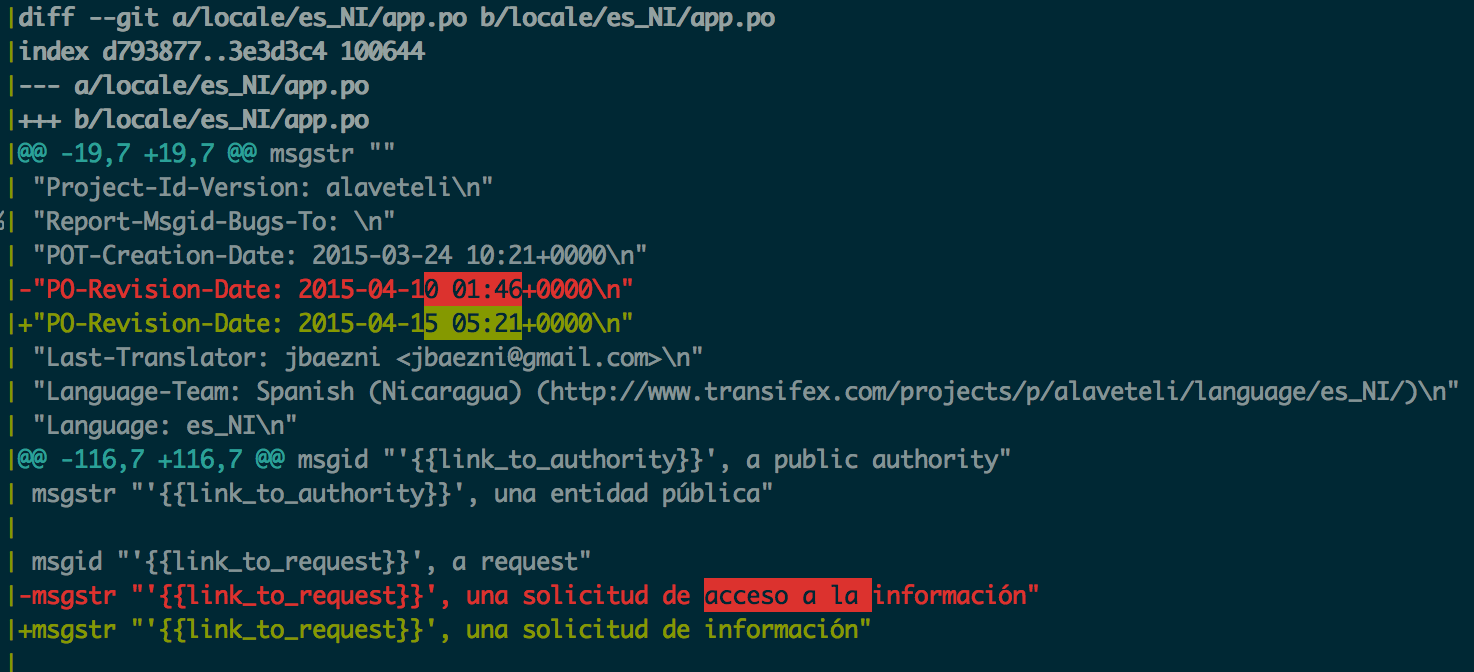 |diff --git a/locale/es_NI/app.po b/locale/es_NI/app.po
|index d793877..3e3d3c4 100644
|--- a/locale/es_NI/app.po
|+++ b/locale/es_NI/app.po
|@@ -19,7 +19,7 @@ msgstr ""
| "Project-Id-Version: alaveteli\n"
| "Report-Msgid-Bugs-To: \n"
| "POT-Creation-Date: 2015-03-24 10:21+0000\n"
|-"PO-Revision-Date: 2015-04-10 01:46+0000\n"
|+"PO-Revision-Date: 2015-04-15 05:21+0000\n"
| "Last-Translator: jbaezni <jbaezni@gmail.com>\n"
| "Language-Team: Spanish (Nicaragua) (http://www.transifex.com/projects/p/alaveteli/language/es_NI/)\n"
| "Language: es_NI\n"
|@@ -116,7 +116,7 @@ msgid "'{{link_to_authority}}', a public authority"
| msgstr "'{{link_to_authority}}', una entidad pública"
|
| msgid "'{{link_to_request}}', a request"
|-msgstr "'{{link_to_request}}', una solicitud de acceso a la información"
|+msgstr "'{{link_to_request}}', una solicitud de información"
|